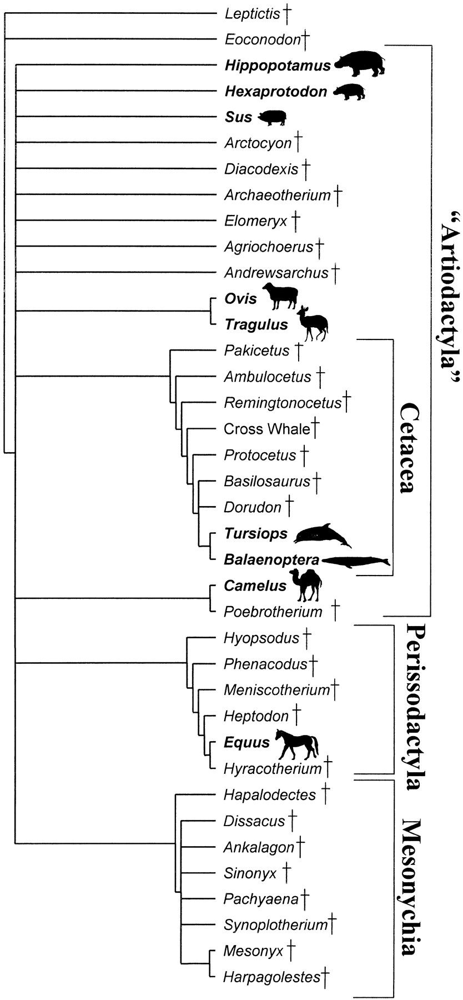 Leptictis†
Eoconodon†
Hippopotamus
Hexaprotodon
Sus
Arctocyon†
Diacodexis†
Archaeotherium†
Elomeryx†
Agriochoerus†
Andrewsarchus†
Ovis
Tragulus
Pakicetus†
Ambulocetus†
Remingtonocetus†
Cross Whale†
Protocetus†
Basilosaurus†
Dorudon†
Tursiops
Balaenoptera
Camelus
Poebrotherium†
Hyopsodus†
Phenacodus†
Meniscotherium†
Heptodon†
Equus
Hyracotherium†
Hapalodectes†
Dissacus†
Ankalagon†
Sinonyx†
Pachyaena†
Synoplotherium†
Mesonyx†
Harpagolestes†
“Artiodactyla”
Cetacea
Perissodactyla
Mesonychia